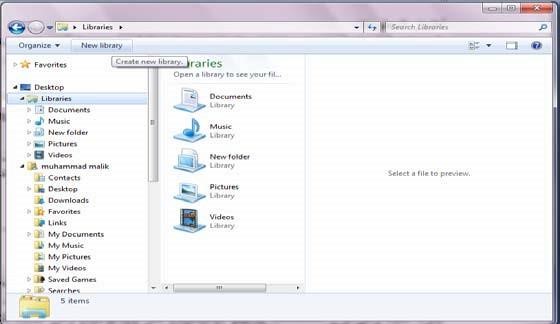 Libraries
Search Libraries
Organize
New library
Create new library.
Favorites
Desktop
Libraries
Documents
Music
New folder
Pictures
Videos
muhammad malik
Contacts
Desktop
Downloads
Favorites
Links
My Documents
My Music
My Pictures
My Videos
Saved Games
Searches
Libraries
Open a library to see your file...
Documents
Library
Music
Library
New folder
Library
Pictures
Library
Videos
Library
Select a file to preview.
5 items